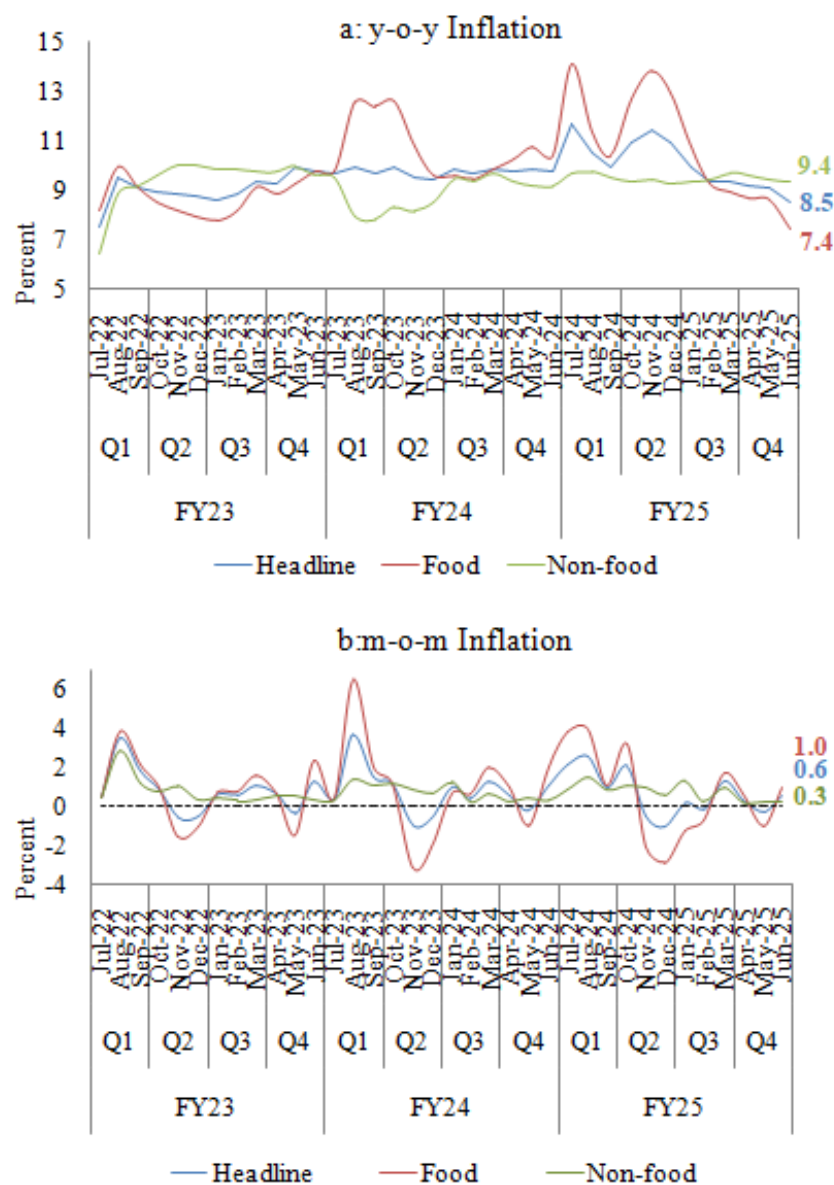 a: y-o-y Inflation
15
13
11
9
7
5
Percent
9.4
8.5
7.4
Jul-22 Aug-22 Sep-22 Oct-22 Nov-22 Dec-22 Jan-23 Feb-23 Mar-23 Apr-23 May-23 Jun-23 Jul-23 Aug-23 Sep-23 Oct-23 Nov-23 Dec-23 Jan-24 Feb-24 Mar-24 Apr-24 May-24 Jun-24 Jul-24 Aug-24 Sep-24 Oct-24 Nov-24 Dec-24 Jan-25 Feb-25 Mar-25 Apr-25 May-25 Jun-25
Q1 Q2 Q3 Q4 Q1 Q2 Q3 Q4 Q1 Q2 Q3 Q4
FY23 FY24 FY25
Headline Food Non-food
b:m-o-m Inflation
6
4
2
0
-2
-4
Percent
1.0
0.6
0.3
Jul-22 Aug-22 Sep-22 Oct-22 Nov-22 Dec-22 Jan-23 Feb-23 Mar-23 Apr-23 May-23 Jun-23 Jul-23 Aug-23 Sep-23 Oct-23 Nov-23 Dec-23 Jan-24 Feb-24 Mar-24 Apr-24 May-24 Jun-24 Jul-24 Aug-24 Sep-24 Oct-24 Nov-24 Dec-24 Jan-25 Feb-25 Mar-25 Apr-25 May-25 Jun-25
Q1 Q2 Q3 Q4 Q1 Q2 Q3 Q4 Q1 Q2 Q3 Q4
FY23 FY24 FY25
Headline Food Non-food